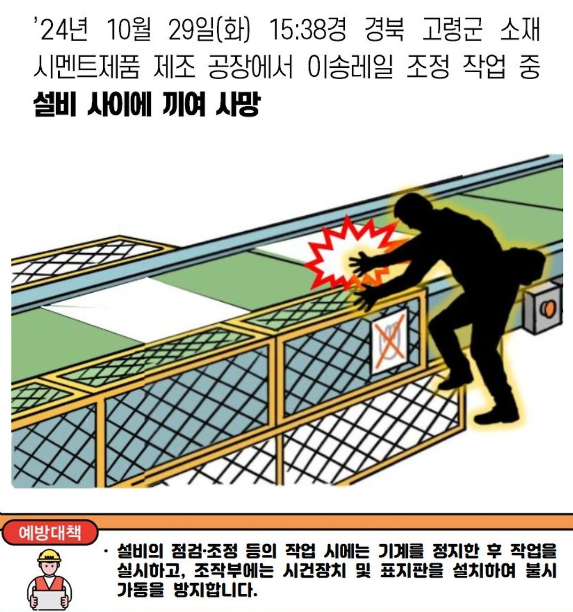 ’24년 10월 29일(화) 15:38경 경북 고령군 소재
시멘트제품 제조 공장에서 이송레일 조정 작업 중
설비 사이에 끼여 사망
예방대책
· 설비의 점검·조정 등의 작업 시에는 기계를 정지한 후 작업을
실시하고, 조작부에는 시건장치 및 표지판을 설치하여 불시
가동을 방지합니다.